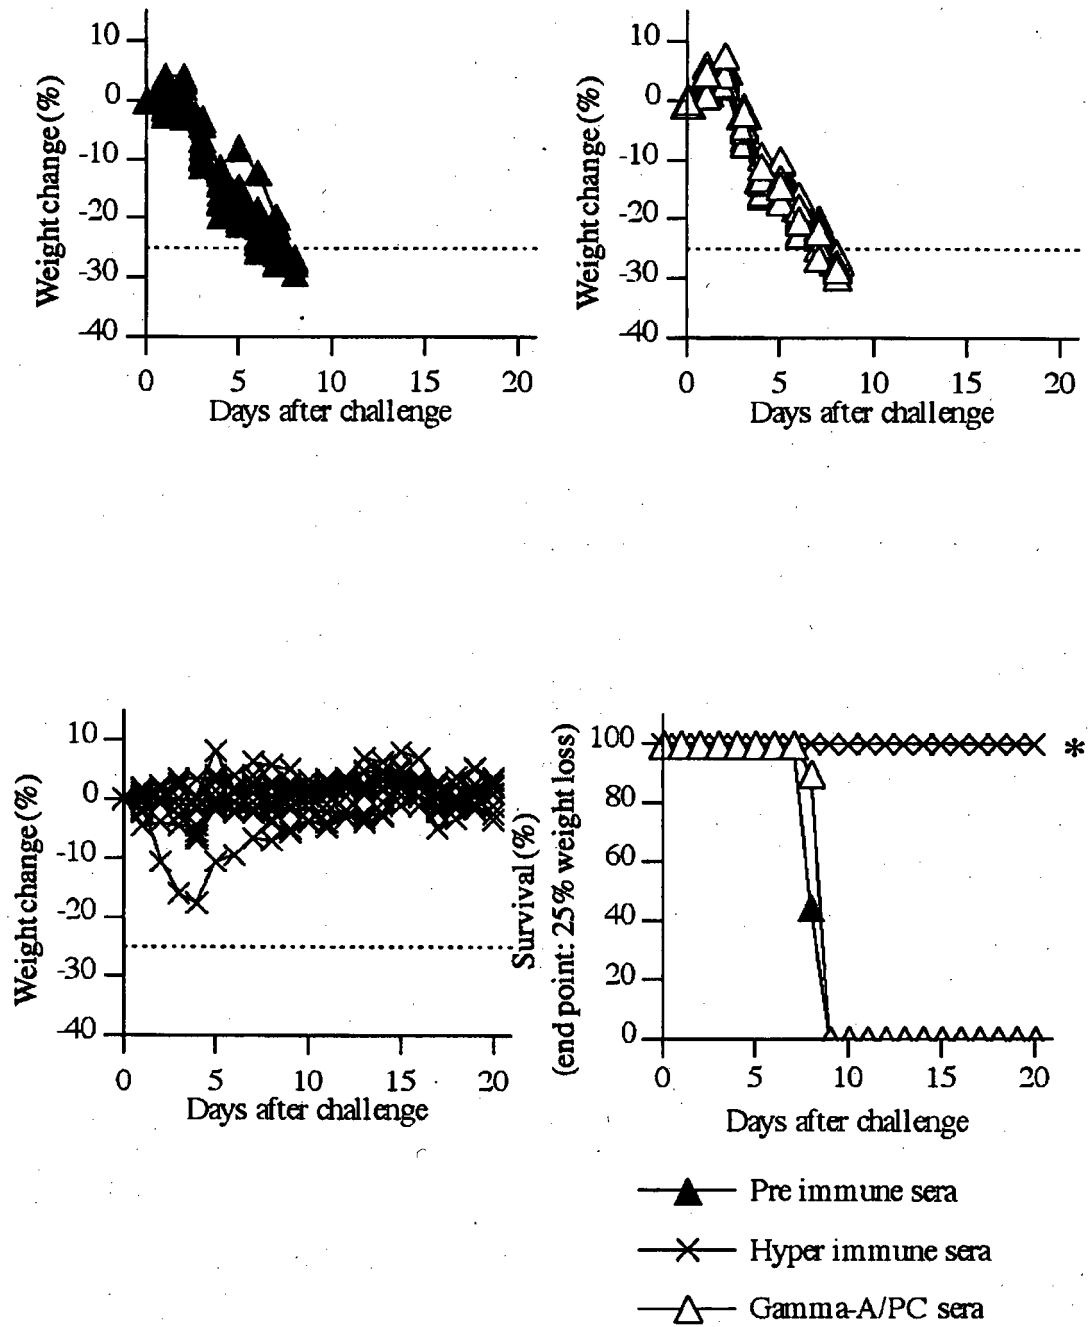 10
0
-10
-20
-30
-40
Weight change (%)
0 5 10 15 20
Days after challenge
10
0
-10
-20
-30
-40
Weight change (%)
0 5 10 15 20
Days after challenge
10
0
-10
-20
-30
-40
Weight change (%)
0 5 10 15 20
Days after challenge
100
80
60
40
20
0
Survival (%)
(end point: 25% weight loss)
*
0 5 10 15 20
Days after challenge
Pre immune sera
Hyper immune sera
Gamma-A/PC sera